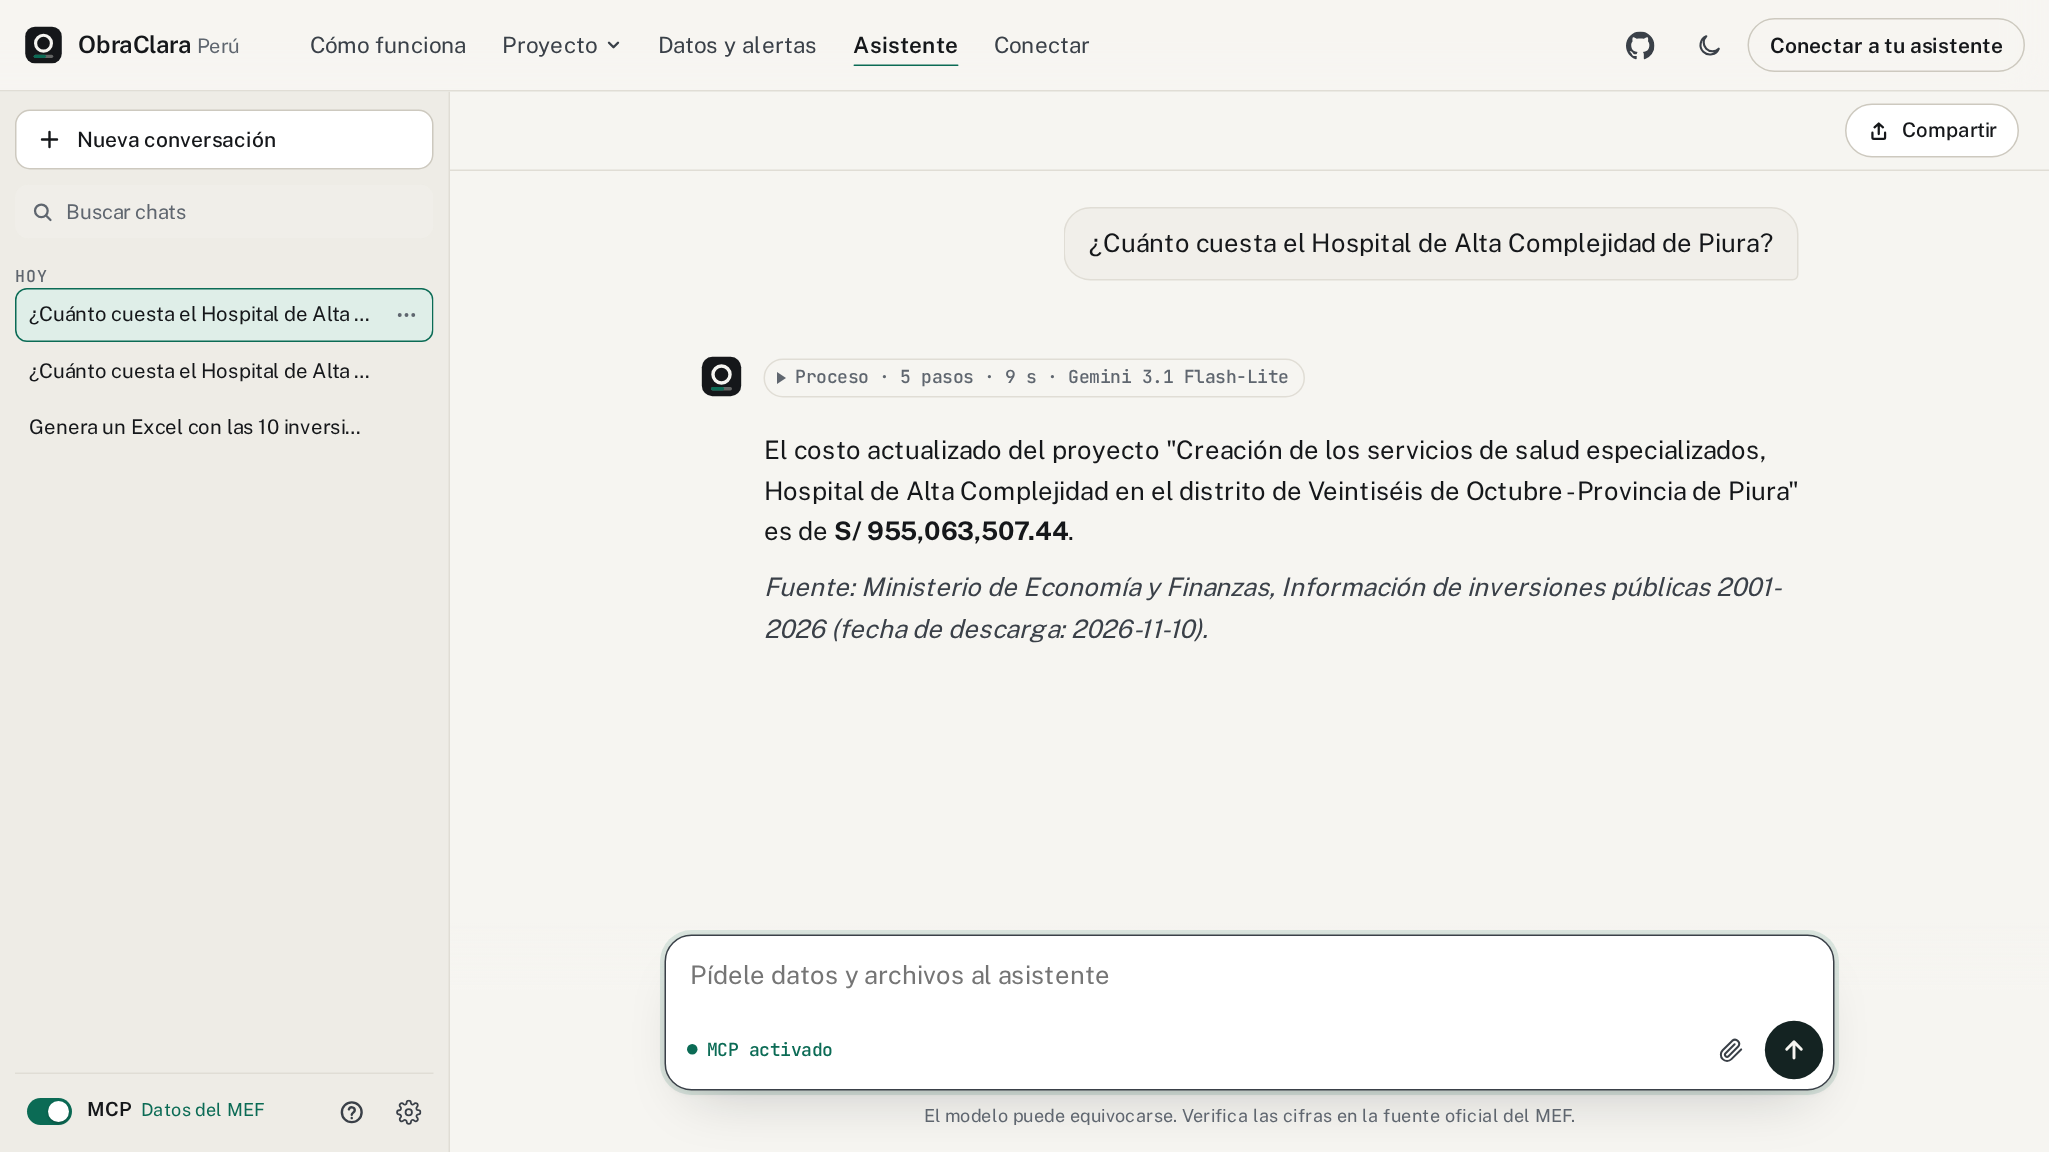 ObraClara Perú
Cómo funciona
Proyecto
Datos y alertas
Asistente
Conectar
Conectar a tu asistente
Nueva conversación
Buscar chats
HOY
¿Cuánto cuesta el Hospital de Alta ...
¿Cuánto cuesta el Hospital de Alta ...
Genera un Excel con las 10 inversi...
MCP Datos del MEF
Compartir
¿Cuánto cuesta el Hospital de Alta Complejidad de Piura?
Proceso · 5 pasos · 9 s · Gemini 3.1 Flash-Lite
El costo actualizado del proyecto "Creación de los servicios de salud especializados,
Hospital de Alta Complejidad en el distrito de Veintiséis de Octubre - Provincia de Piura"
es de S/ 955,063,507.44.
Fuente: Ministerio de Economía y Finanzas, Información de inversiones públicas 2001-
2026 (fecha de descarga: 2026-11-10).
Pídele datos y archivos al asistente
MCP activado
El modelo puede equivocarse. Verifica las cifras en la fuente oficial del MEF.